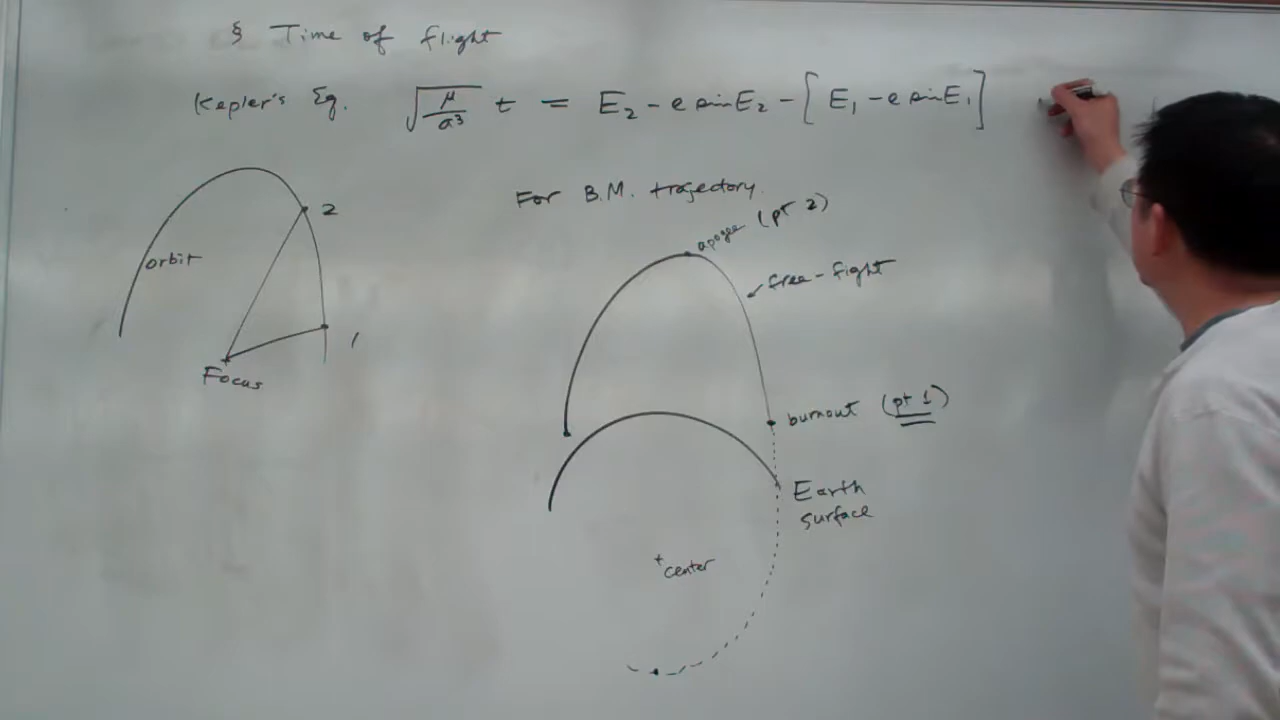 § Time of flight
Kepler's Eq. √(μ/a³) t = E₂ - e sin E₂ - [E₁ - e sin E₁]
For B.M. trajectory.
apogee (pt 2)
2
orbit
free-fight
1
Focus
burnout (pt 1)
Earth
surface
center